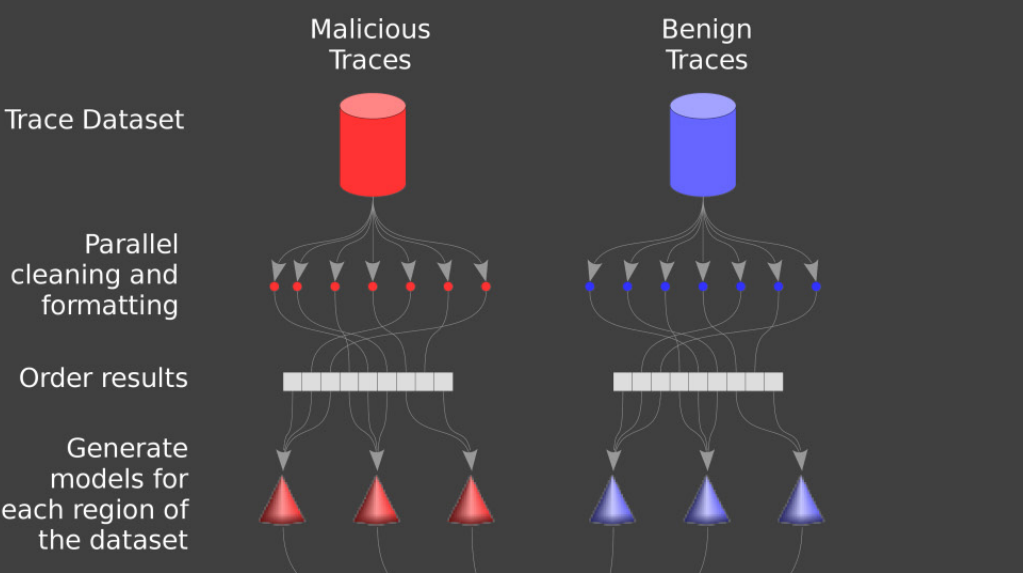 Malicious
Traces
Benign
Traces
Trace Dataset
Parallel
cleaning and
formatting
Order results
Generate
models for
each region of
the dataset